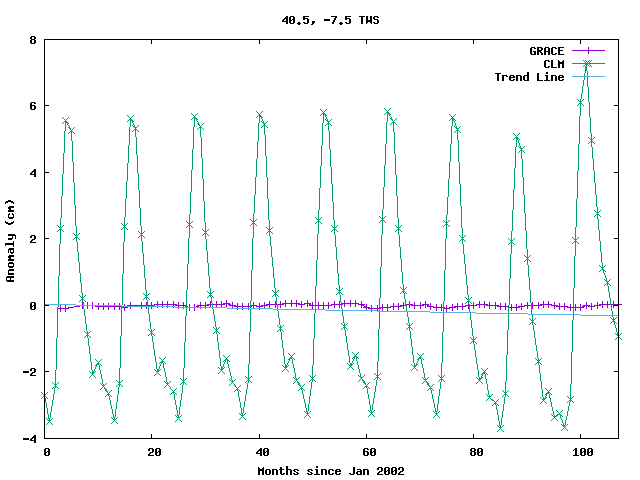 40.5, -7.5 TWS
GRACE
CLM
Trend Line
8
6
4
2
0
-2
-4
Anomaly (cm)
0 20 40 60 80 100
Months since Jan 2002